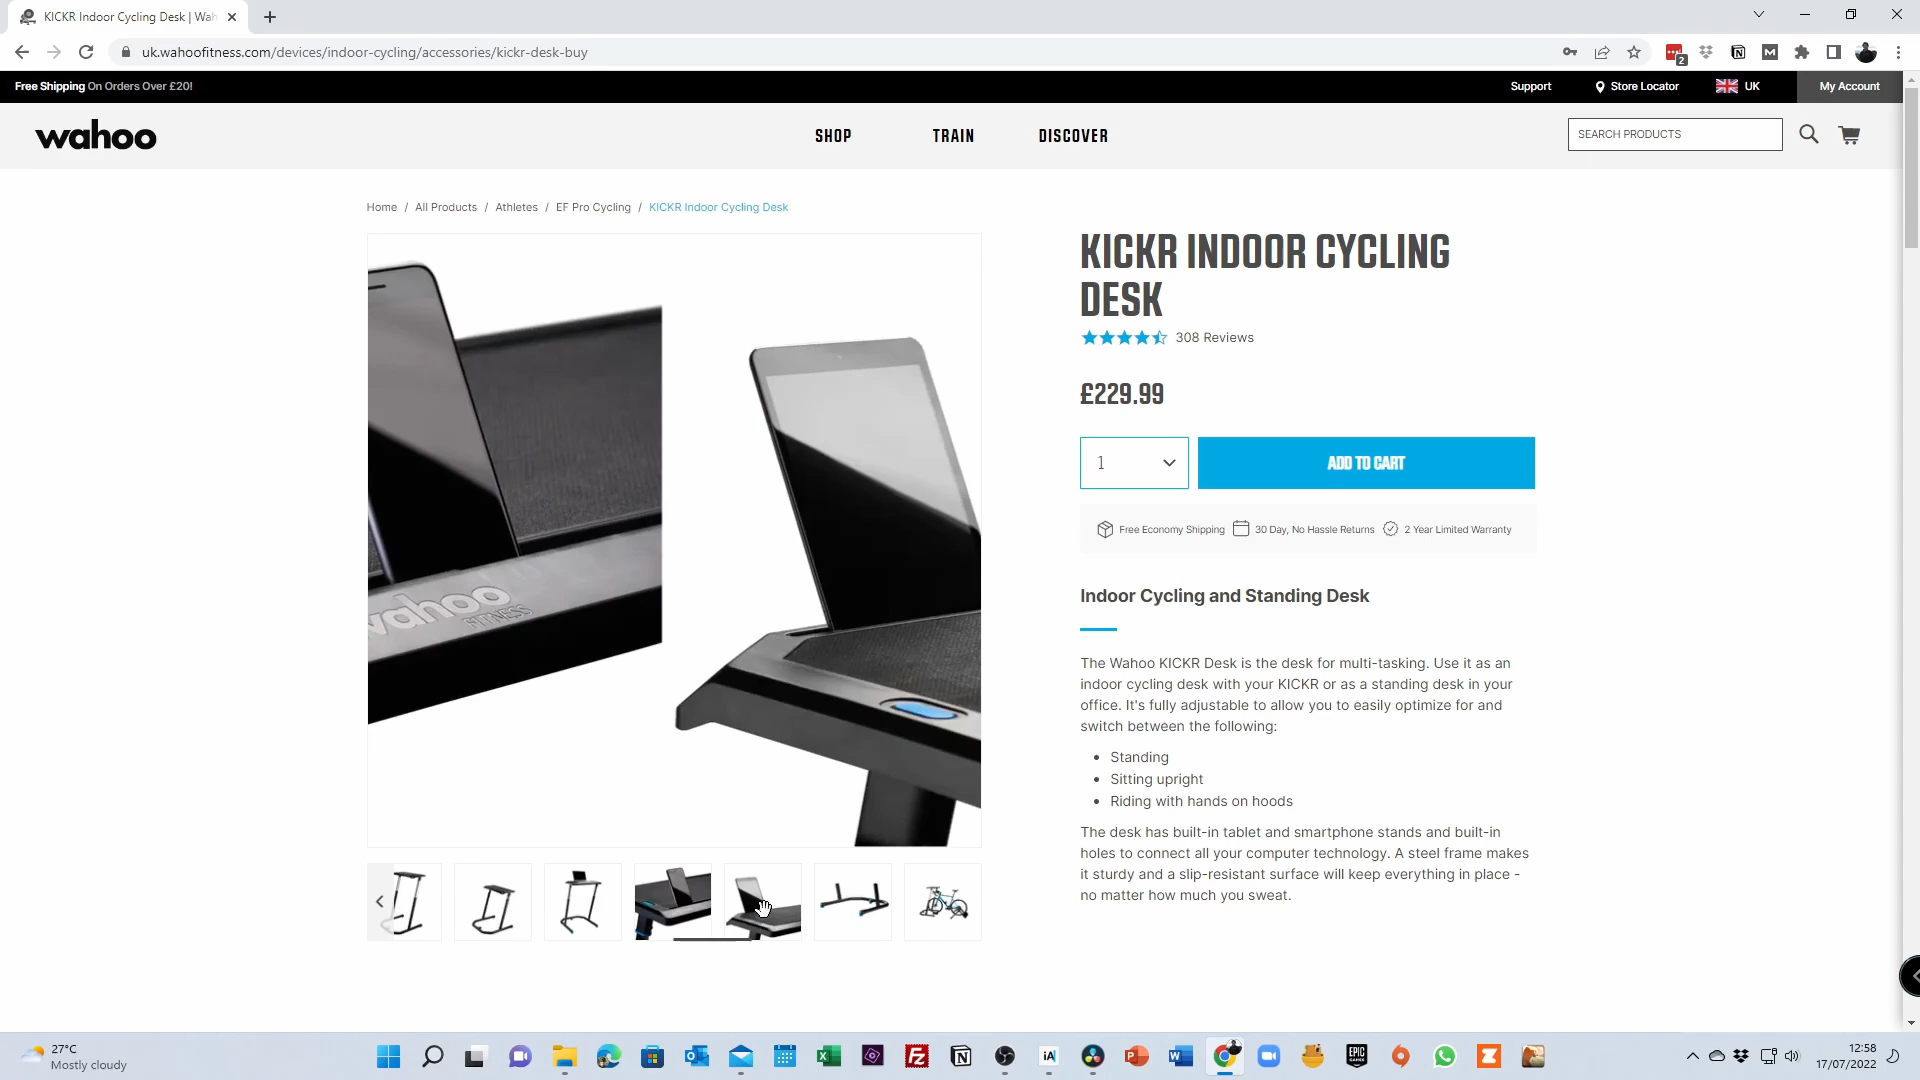 KICKR Indoor Cycling Desk | Wah
uk.wahoofitness.com/devices/indoor-cycling/accessories/kickr-desk-buy
2
Free Shipping On Orders Over £20!
Support
Store Locator
UK
My Account
wahoo
SHOP
TRAIN
DISCOVER
SEARCH PRODUCTS
Home / All Products / Athletes / EF Pro Cycling / KICKR Indoor Cycling Desk
wahoo
FITNESS
KICKR INDOOR CYCLING
DESK
308 Reviews
£229.99
1
ADD TO CART
Free Economy Shipping
30 Day, No Hassle Returns
2 Year Limited Warranty
Indoor Cycling and Standing Desk
The Wahoo KICKR Desk is the desk for multi-tasking. Use it as an
indoor cycling desk with your KICKR or as a standing desk in your
office. It's fully adjustable to allow you to easily optimize for and
switch between the following:
• Standing
• Sitting upright
• Riding with hands on hoods
The desk has built-in tablet and smartphone stands and built-in
holes to connect all your computer technology. A steel frame makes
it sturdy and a slip-resistant surface will keep everything in place -
no matter how much you sweat.
27°C
Mostly cloudy
iA
EPIC
GAMES
12:58
17/07/2022